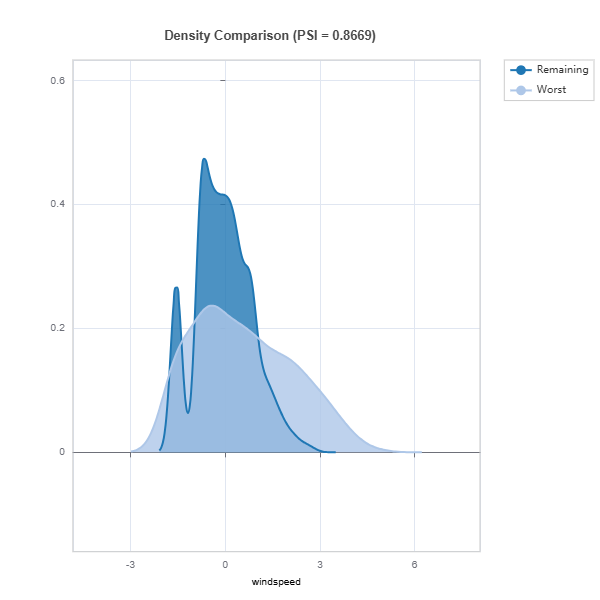 Density Comparison (PSI = 0.8669)
Remaining
Worst
0.6
0.4
0.2
0
-3
0
3
6
windspeed